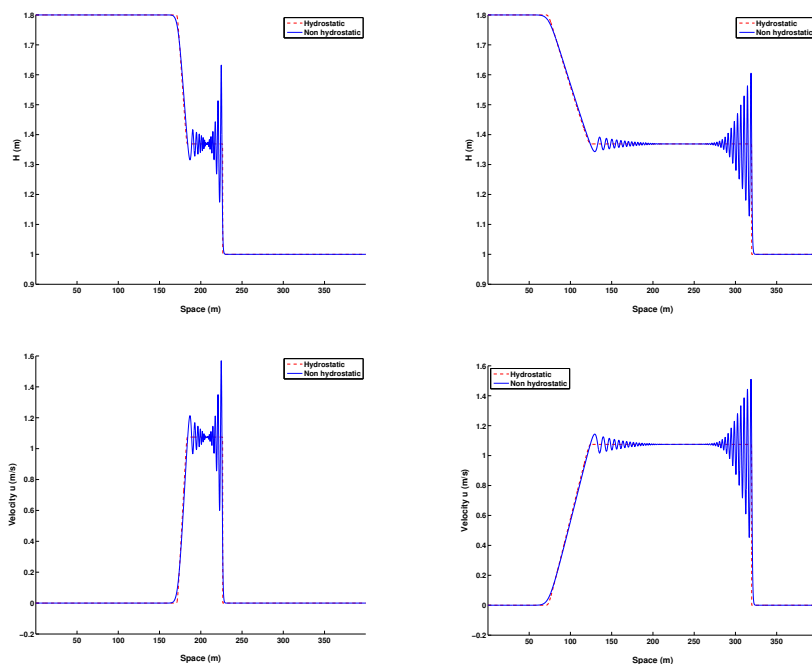 1.8
1.7
1.6
1.5
1.4
1.3
1.2
1.1
1
0.9
H (m)
Hydrostatic
Non hydrostatic
50 100 150 200 250 300 350
Space (m)
1.8
1.7
1.6
1.5
1.4
1.3
1.2
1.1
1
0.9
H (m)
Hydrostatic
Non hydrostatic
50 100 150 200 250 300 350
Space (m)
1.6
1.4
1.2
1
0.8
0.6
0.4
0.2
0
−0.2
Velocity u (m/s)
Hydrostatic
Non hydrostatic
50 100 150 200 250 300 350
Space (m)
1.6
1.4
1.2
1
0.8
0.6
0.4
0.2
0
−0.2
Velocity u (m/s)
Hydrostatic
Non hydrostatic
50 100 150 200 250 300 350
Space (m)